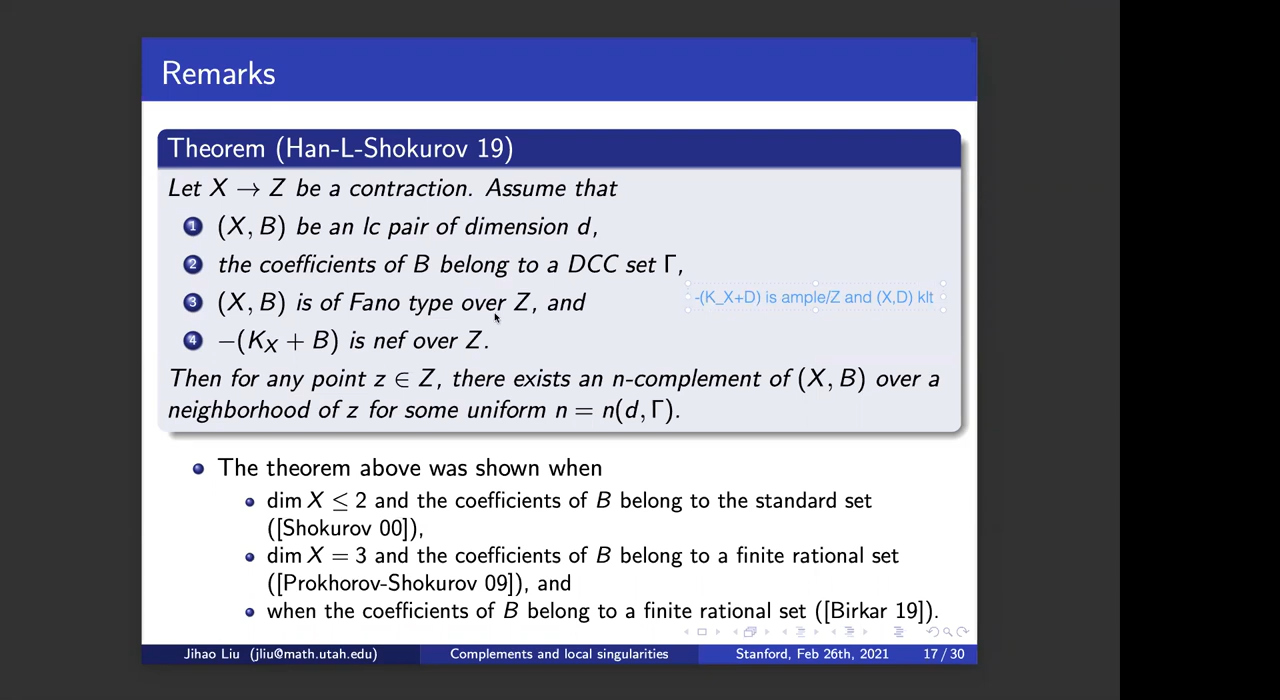 Remarks
Theorem (Han-L-Shokurov 19)
Let X → Z be a contraction. Assume that
1 (X, B) be an lc pair of dimension d,
2 the coefficients of B belong to a DCC set Γ,
-(K_X+D) is ample/Z and (X,D) klt
3 (X, B) is of Fano type over Z, and
4 −(K_X + B) is nef over Z.
Then for any point z ∈ Z, there exists an n-complement of (X, B) over a
neighborhood of z for some uniform n = n(d, Γ).
The theorem above was shown when
dim X ≤ 2 and the coefficients of B belong to the standard set
([Shokurov 00]),
dim X = 3 and the coefficients of B belong to a finite rational set
([Prokhorov-Shokurov 09]), and
when the coefficients of B belong to a finite rational set ([Birkar 19]).
Jihao Liu (jliu@math.utah.edu) Complements and local singularities Stanford, Feb 26th, 2021 17 / 30